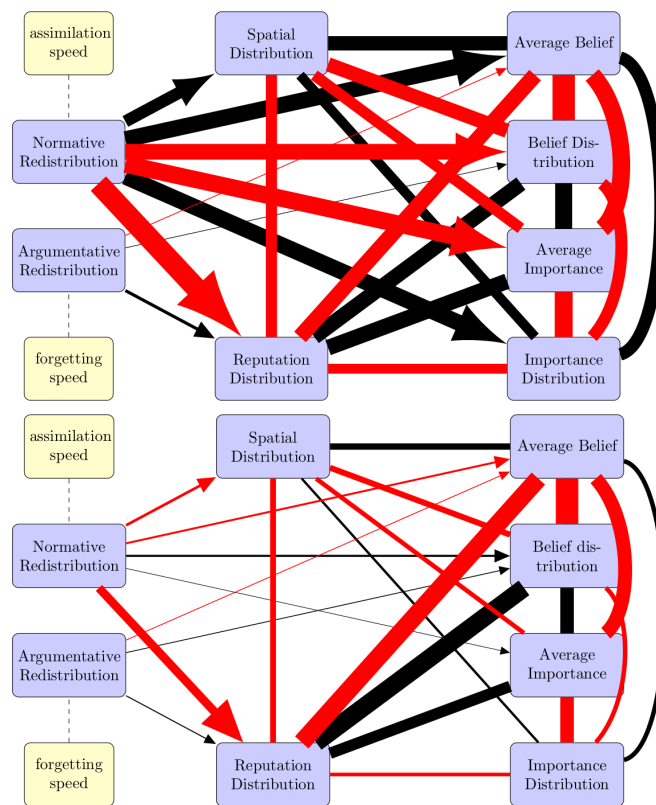 assimilation
speed
Spatial
Distribution
Average Belief
Normative
Redistribution
Belief Dis-
tribution
Argumentative
Redistribution
Average
Importance
forgetting
speed
Reputation
Distribution
Importance
Distribution
assimilation
speed
Spatial
Distribution
Average Belief
Normative
Redistribution
Belief dis-
tribution
Argumentative
Redistribution
Average
Importance
forgetting
speed
Reputation
Distribution
Importance
Distribution